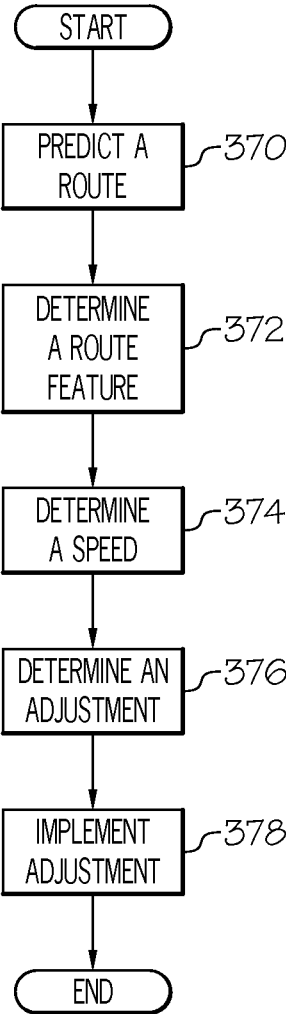 START
PREDICT A
ROUTE
370
DETERMINE
A ROUTE
FEATURE
372
DETERMINE
A SPEED
374
DETERMINE AN
ADJUSTMENT
376
IMPLEMENT
ADJUSTMENT
378
END